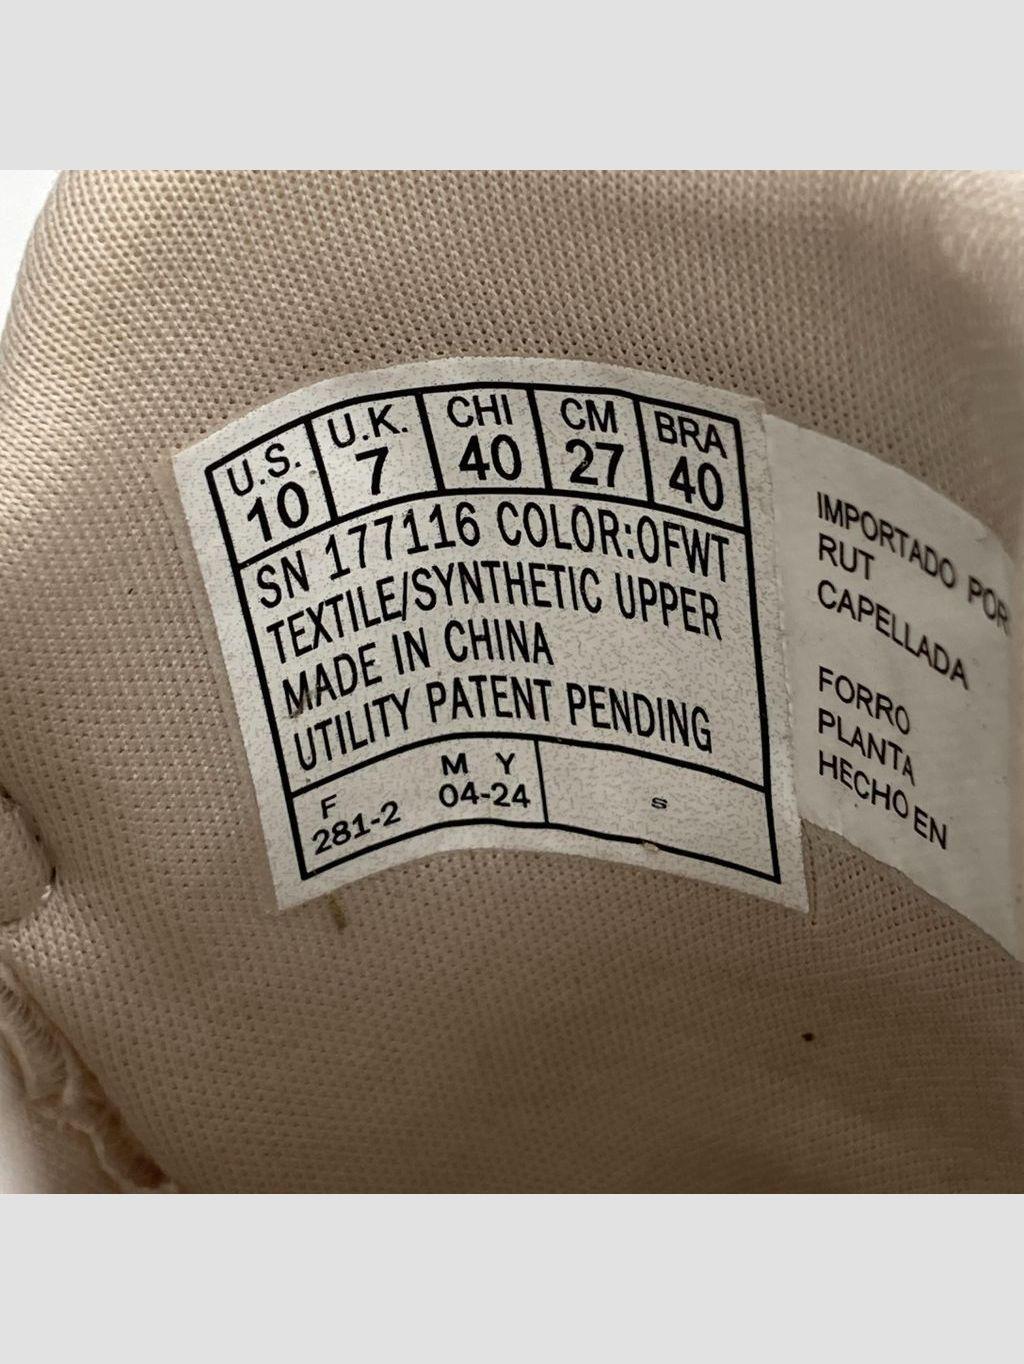 U.S. U.K. CHI CM BRA
10 7 40 27 40
SN 177116 COLOR:OFWT
TEXTILE/SYNTHETIC UPPER
MADE IN CHINA
UTILITY PATENT PENDING
F M Y
281-2 04-24 s
IMPORTADO POR
RUT
CAPELLADA
FORRO
PLANTA
HECHO EN